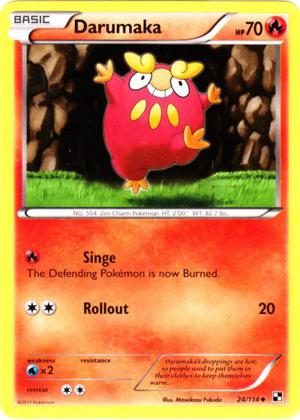 BASIC
Darumaka
HP 70
NO. 554 Zen Charm Pokémon HT: 2'00" WT: 82.7 lbs.
Singe
The Defending Pokémon is now Burned.
Rollout 20
weakness resistance
×2
retreat
Darumaka's droppings are hot,
so people used to put them in
their clothes to keep themselves
warm.
Illus. Masakazu Fukuda
24/114
©2011 Pokémon